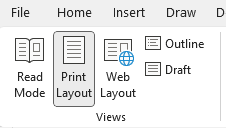 File Home Insert Draw D
Read Mode
Print Layout
Web Layout
Outline
Draft
Views